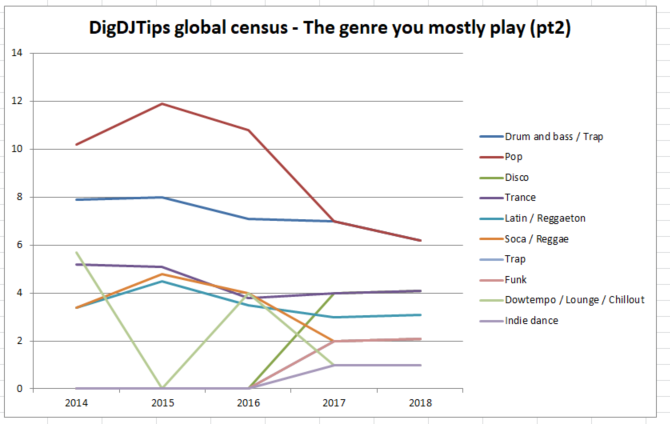 DigDJTips global census - The genre you mostly play (pt2)
14
12
10
8
6
4
2
0
2014 2015 2016 2017 2018
Drum and bass / Trap
Pop
Disco
Trance
Latin / Reggaeton
Soca / Reggae
Trap
Funk
Dowtempo / Lounge / Chillout
Indie dance